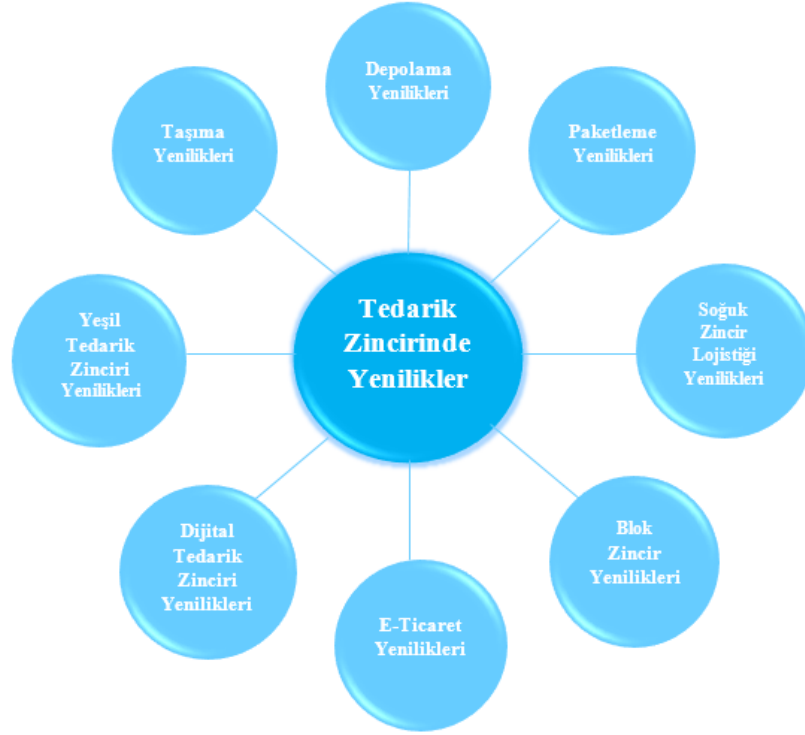 Depolama
Yenilikleri
Taşıma
Yenilikleri
Paketleme
Yenilikleri
Tedarik
Zincirinde
Yenilikler
Yeşil
Tedarik
Zinciri
Yenilikleri
Soğuk
Zincir
Lojistiği
Yenilikleri
Dijital
Tedarik
Zinciri
Yenilikleri
Blok
Zincir
Yenilikleri
E-Ticaret
Yenilikleri